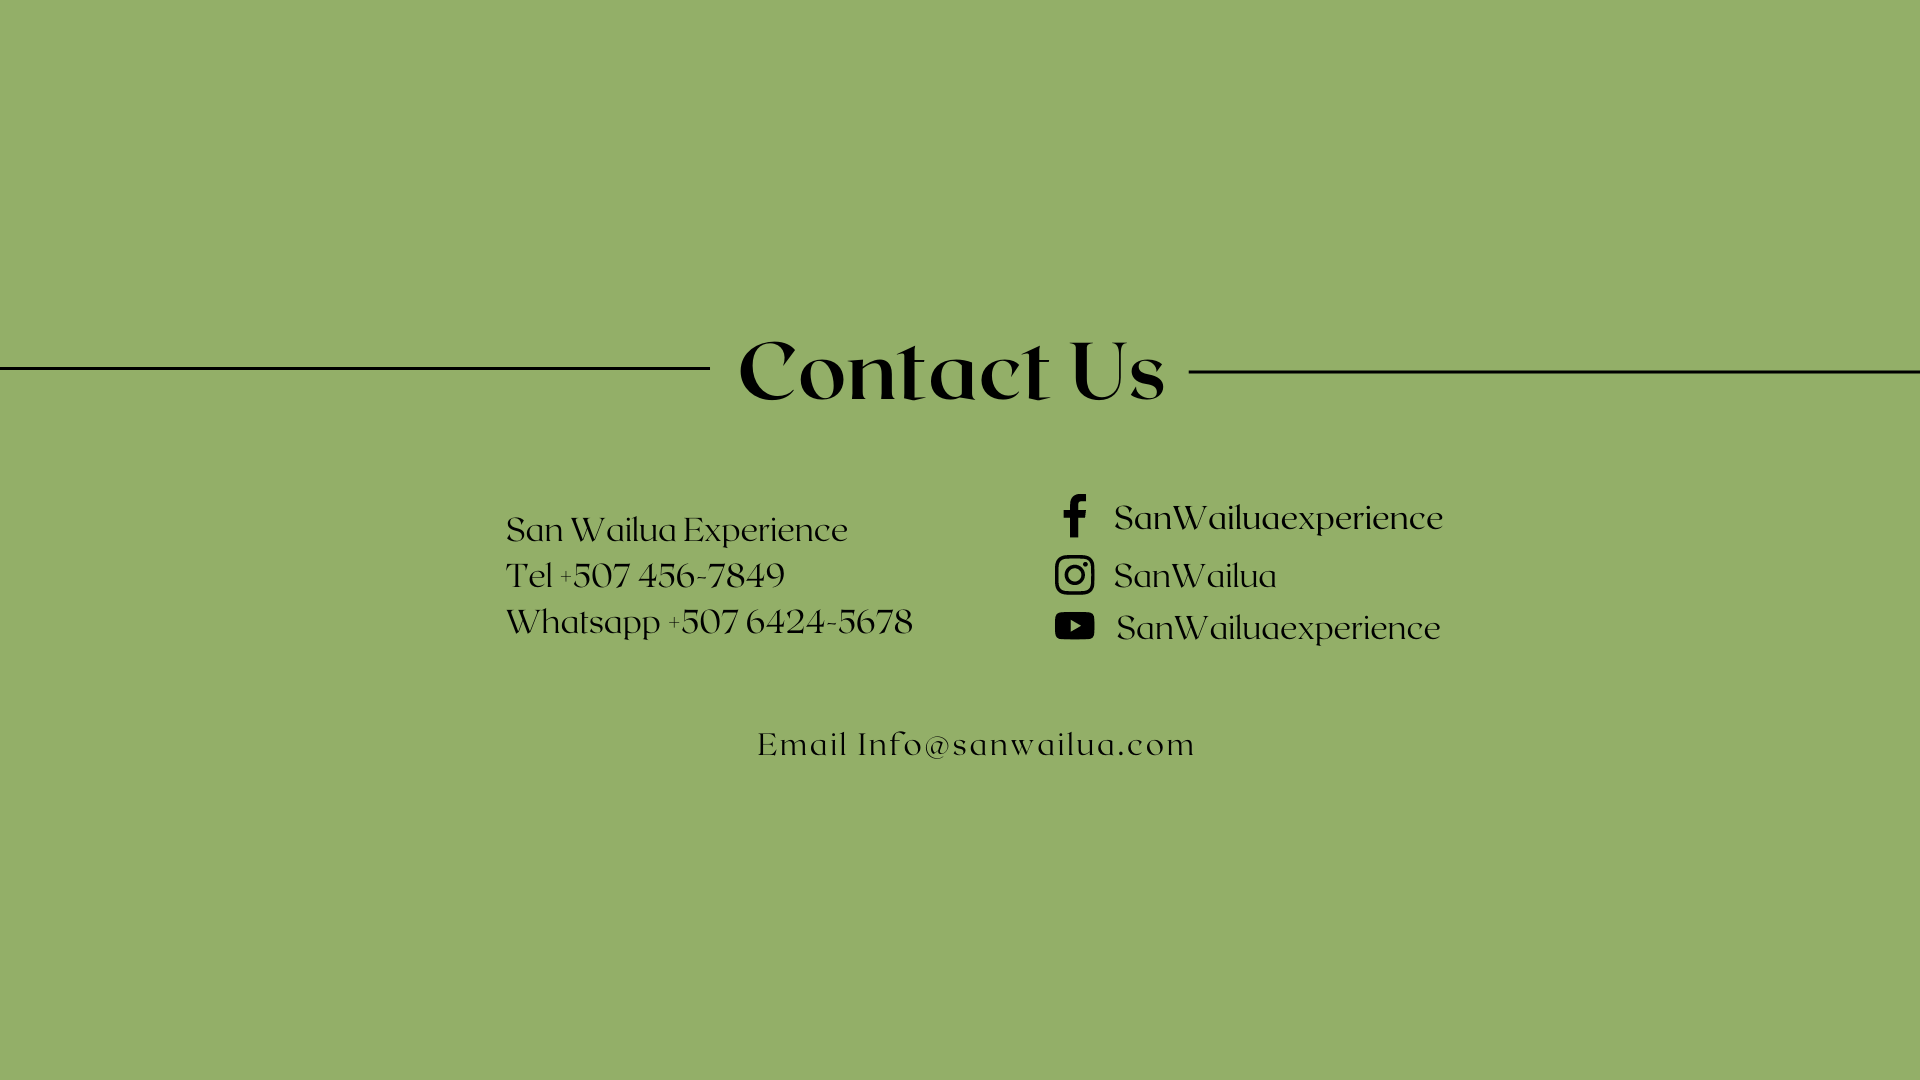 Contact Us
San Wailua Experience
Tel +507 456-7849
Whatsapp +507 6424-5678
SanWailuaexperience
SanWailua
SanWailuaexperience
Email Info@sanwailua.com